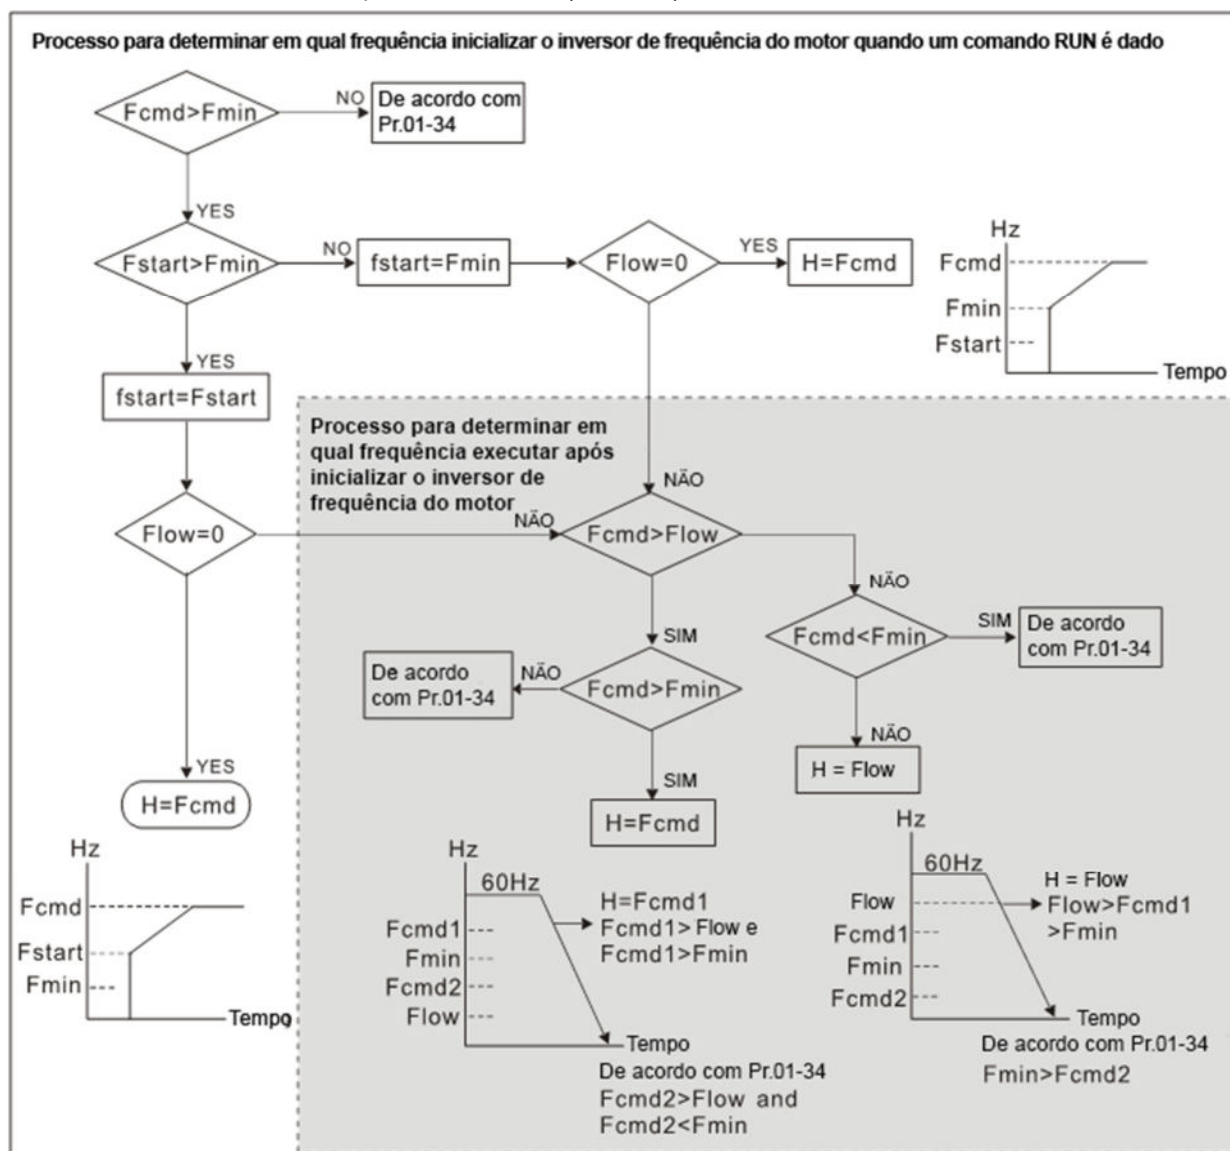 Processo para determinar em qual frequência inicializar o inversor de frequência do motor quando um comando RUN é dado
Fcmd>Fmin
NO
De acordo com
Pr.01-34
YES
Fstart>Fmin
NO
fstart=Fmin
Flow=0
YES
H=Fcmd
Hz
Fcmd
Fmin
Fstart
Tempo
YES
fstart=Fstart
Processo para determinar em
qual frequência executar após
inicializar o inversor de
frequência do motor
NÃO
Flow=0
NÃO
Fcmd>Flow
NÃO
Fcmd<Fmin
SIM
De acordo
com Pr.01-34
SIM
De acordo
com Pr.01-34
NÃO
Fcmd>Fmin
NÃO
H = Flow
YES
H=Fcmd
SIM
H=Fcmd
Hz
Fcmd
Fstart
Fmin
Tempo
Hz
60Hz
Fcmd1
Fmin
Fcmd2
Flow
H=Fcmd1
Fcmd1>Flow e
Fcmd1>Fmin
Tempo
De acordo com Pr.01-34
Fcmd2>Flow and
Fcmd2<Fmin
Hz
60Hz
Flow
Fcmd1
Fmin
Fcmd2
H = Flow
Flow>Fcmd1
>Fmin
Tempo
De acordo com Pr.01-34
Fmin>Fcmd2